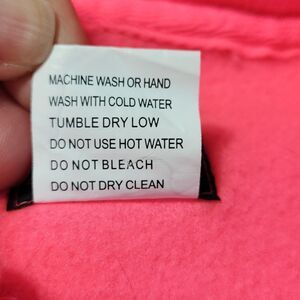 MACHINE WASH OR HAND
WASH WITH COLD WATER
TUMBLE DRY LOW
DO NOT USE HOT WATER
DO NOT BLEACH
DO NOT DRY CLEAN